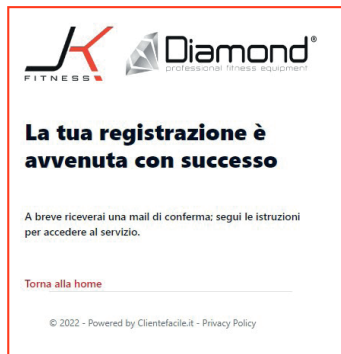 JK
FITNESS
Diamond®
professional fitness equipment
La tua registrazione è
avvenuta con successo
A breve riceverai una mail di conferma; segui le istruzioni
per accedere al servizio.
Torna alla home
© 2022 - Powered by Clientefacile.it - Privacy Policy